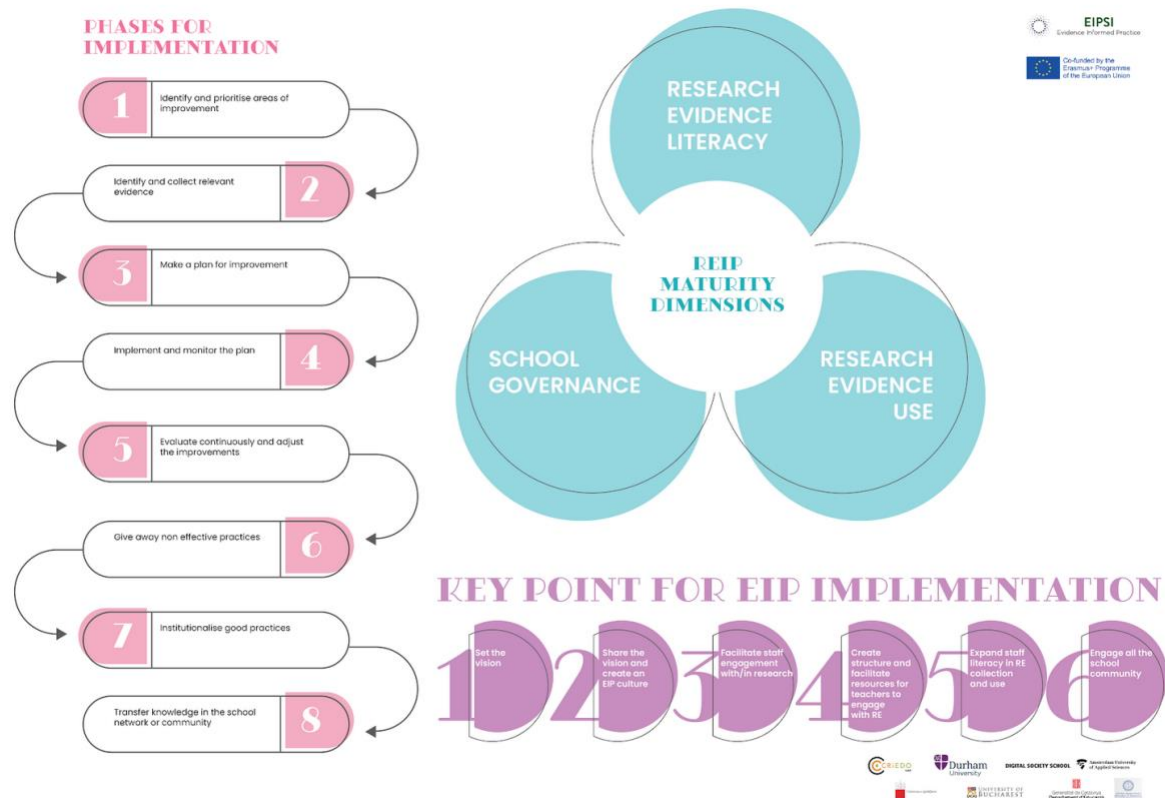 PHASES FOR
IMPLEMENTATION
1
Identify and prioritise areas of
improvement
Identify and collect relevant
evidence
2
3
Make a plan for improvement
Implement and monitor the plan
4
5
Evaluate continuously and adjust
the improvements
Give away non effective practices
6
7
Institutionalise good practices
Transfer knowledge in the school
network or community
8
RESEARCH
EVIDENCE
LITERACY
REIP
MATURITY
DIMENSIONS
SCHOOL
GOVERNANCE
RESEARCH
EVIDENCE
USE
EIPSI
Evidence Informed Practice
Co-funded by the
Erasmus+ Programme
of the European Union
KEY POINT FOR EIP IMPLEMENTATION
1
Set the
vision
2
Share the
vision and
create an
EIP culture
3
Facilitate staff
engagement
with/in research
4
Create
structure and
facilitate
resources for
teachers to
engage
with RE
5
Expand staff
literacy in RE
collection
and use
6
Engage all the
school
community
CRiEDO
Durham
University
DIGITAL SOCIETY SCHOOL
Amsterdam University
of Applied Sciences
UNIVERSITY OF
BUCHAREST
Generalitat de Catalunya
Departament d'Educació